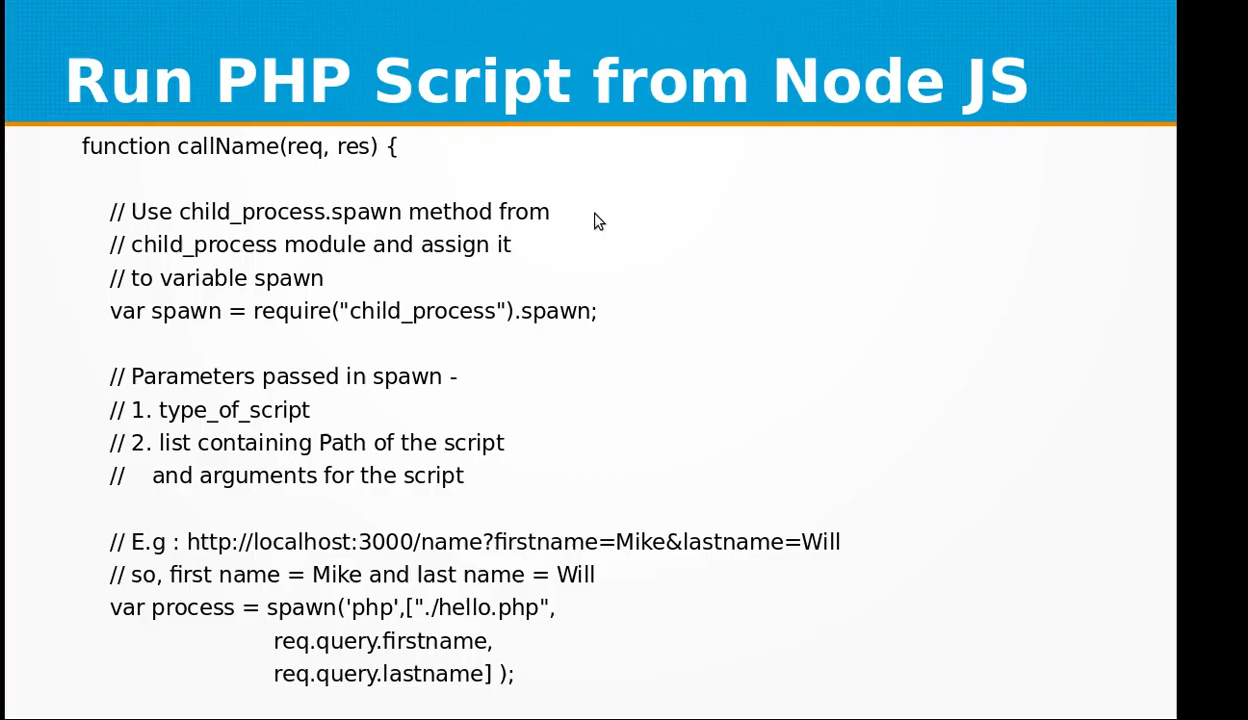 Run PHP Script from Node JS
function callName(req, res) {
// Use child_process.spawn method from
// child_process module and assign it
// to variable spawn
var spawn = require("child_process").spawn;
// Parameters passed in spawn -
// 1. type_of_script
// 2. list containing Path of the script
//    and arguments for the script
// E.g : http://localhost:3000/name?firstname=Mike&lastname=Will
// so, first name = Mike and last name = Will
var process = spawn('php',["./hello.php",
req.query.firstname,
req.query.lastname] );